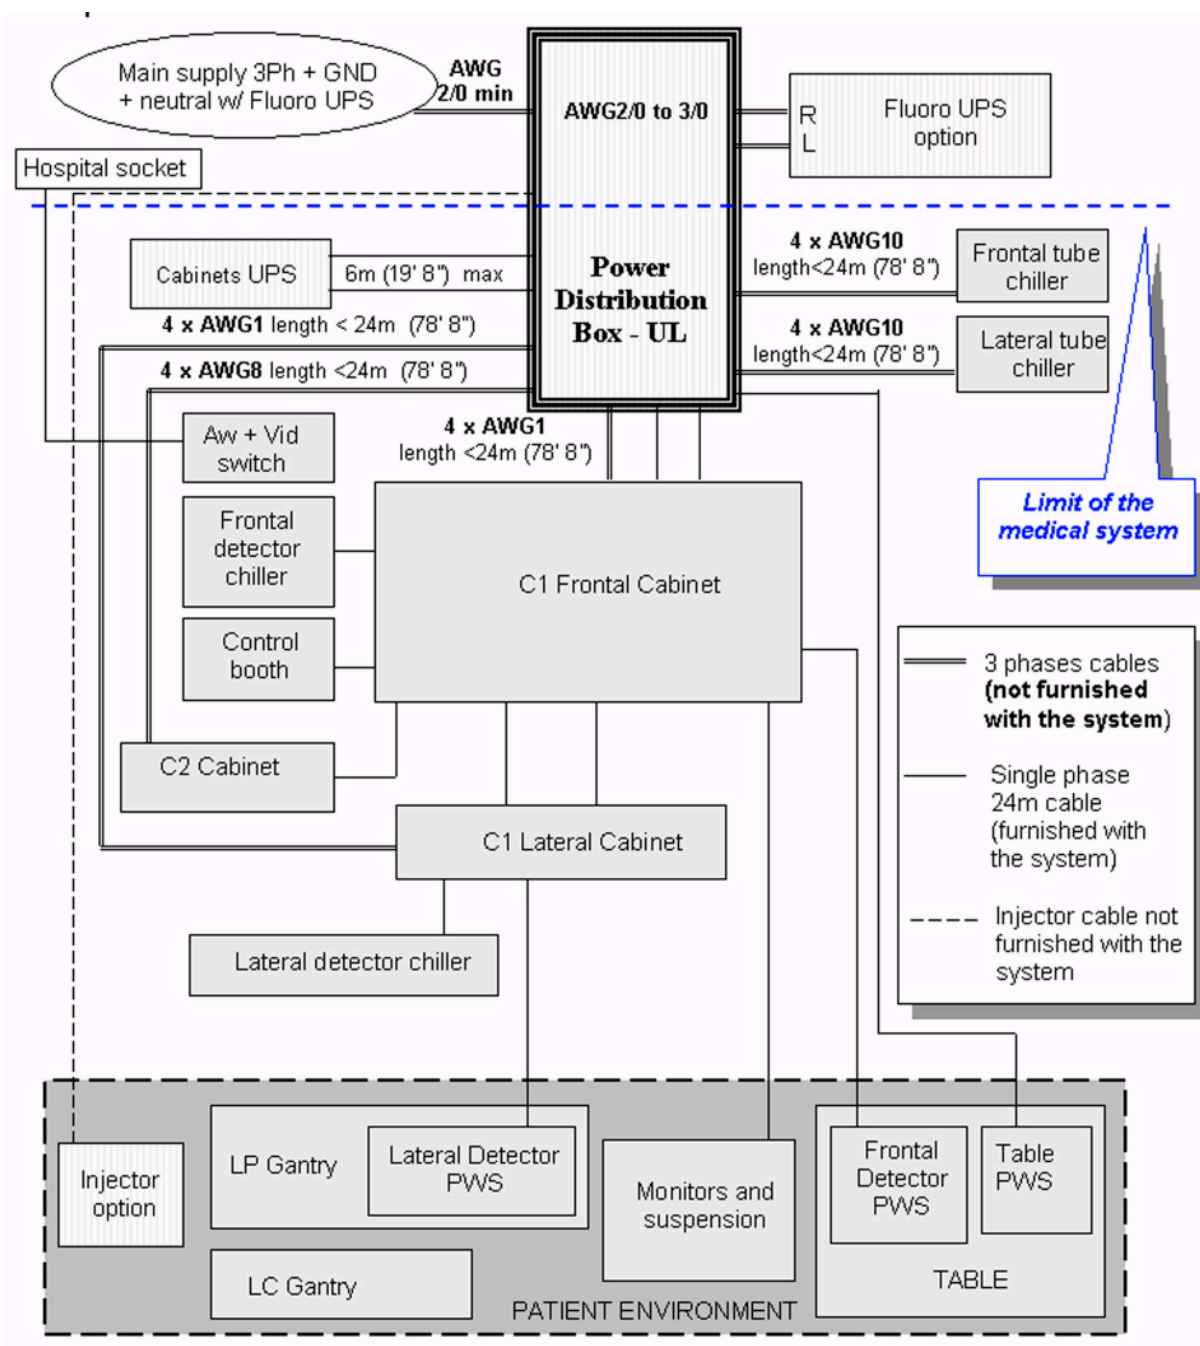 Main supply 3Ph + GND
+ neutral w/ Fluoro UPS
AWG
2/0 min
AWG2/0 to 3/0
R
L
Fluoro UPS
option
Hospital socket
Cabinets UPS
6m (19' 8") max
Power
Distribution
Box - UL
4 x AWG10
length<24m (78' 8")
Frontal tube
chiller
4 x AWG10
length<24m (78' 8")
Lateral tube
chiller
4 x AWG1 length < 24m (78' 8")
4 x AWG8 length <24m (78' 8")
4 x AWG1
length <24m (78' 8")
Aw + Vid
switch
Frontal
detector
chiller
Control
booth
C1 Frontal Cabinet
Limit of the
medical system
C2 Cabinet
C1 Lateral Cabinet
Lateral detector chiller
3 phases cables
(not furnished
with the system)
Single phase
24m cable
(furnished with
the system)
Injector cable not
furnished with the
system
Injector
option
LP Gantry
Lateral Detector
PWS
LC Gantry
Monitors and
suspension
Frontal
Detector
PWS
Table
PWS
TABLE
PATIENT ENVIRONMENT